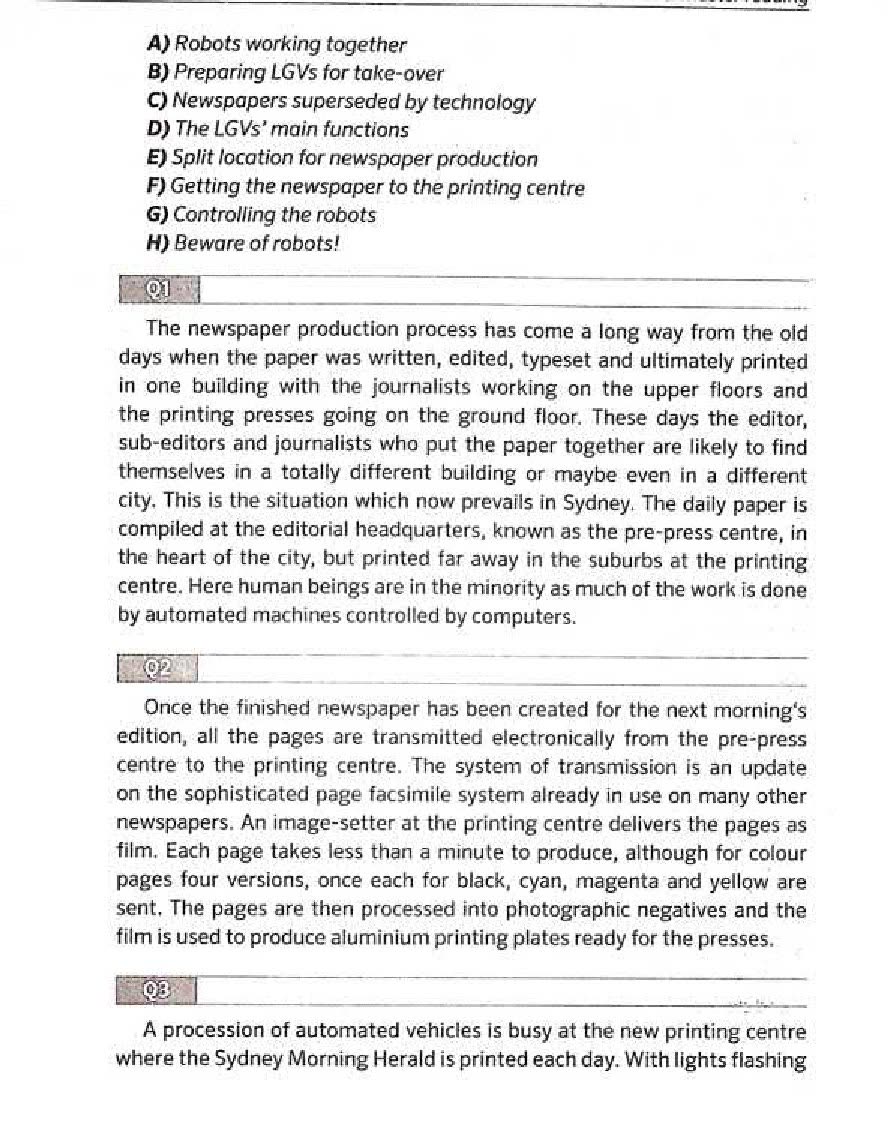 A) Robots working together
B) Preparing LGVs for take-over
C) Newspapers superseded by technology
D) The LGVs' main functions
E) Split location for newspaper production
F) Getting the newspaper to the printing centre
G) Controlling the robots
H) Beware of robots!
Q1
The newspaper production process has come a long way from the old
days when the paper was written, edited, typeset and ultimately printed
in one building with the journalists working on the upper floors and
the printing presses going on the ground floor. These days the editor,
sub-editors and journalists who put the paper together are likely to find
themselves in a totally different building or maybe even in a different
city. This is the situation which now prevails in Sydney. The daily paper is
compiled at the editorial headquarters, known as the pre-press centre, in
the heart of the city, but printed far away in the suburbs at the printing
centre. Here human beings are in the minority as much of the work is done
by automated machines controlled by computers.
Q2
Once the finished newspaper has been created for the next morning's
edition, all the pages are transmitted electronically from the pre-press
centre to the printing centre. The system of transmission is an update
on the sophisticated page facsimile system already in use on many other
newspapers. An image-setter at the printing centre delivers the pages as
film. Each page takes less than a minute to produce, although for colour
pages four versions, once each for black, cyan, magenta and yellow are
sent. The pages are then processed into photographic negatives and the
film is used to produce aluminium printing plates ready for the presses.
Q3
A procession of automated vehicles is busy at the new printing centre
where the Sydney Morning Herald is printed each day. With lights flashing